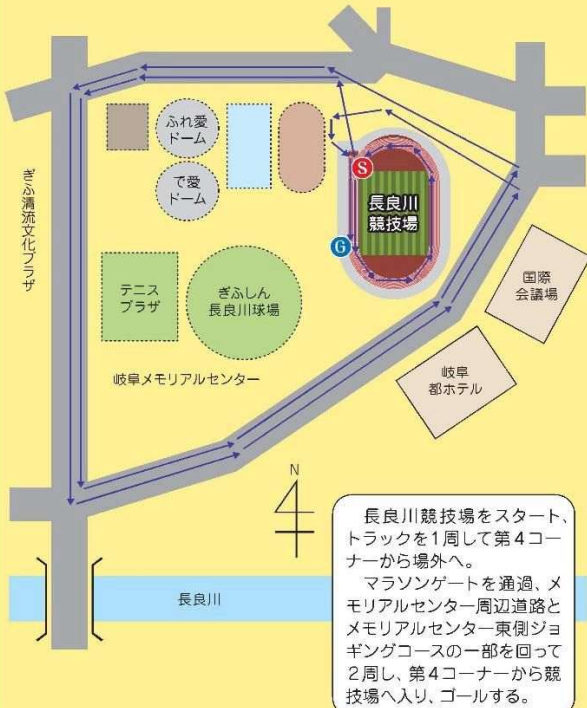 ふれ愛
ドーム
で愛
ドーム
S
長良川
競技場
G
ぎふ清流文化プラザ
テニス
プラザ
ぎふしん
長良川球場
国際
会議場
岐阜
都ホテル
岐阜メモリアルセンター
N
長良川
長良川競技場をスタート、
トラックを1周して第4コー
ナーから場外へ。
マラソンゲートを通過、メ
モリアルセンター周辺道路と
メモリアルセンター東側ジョ
ギングコースの一部を回って
2周し、第4コーナーから競
技場へ入り、ゴールする。